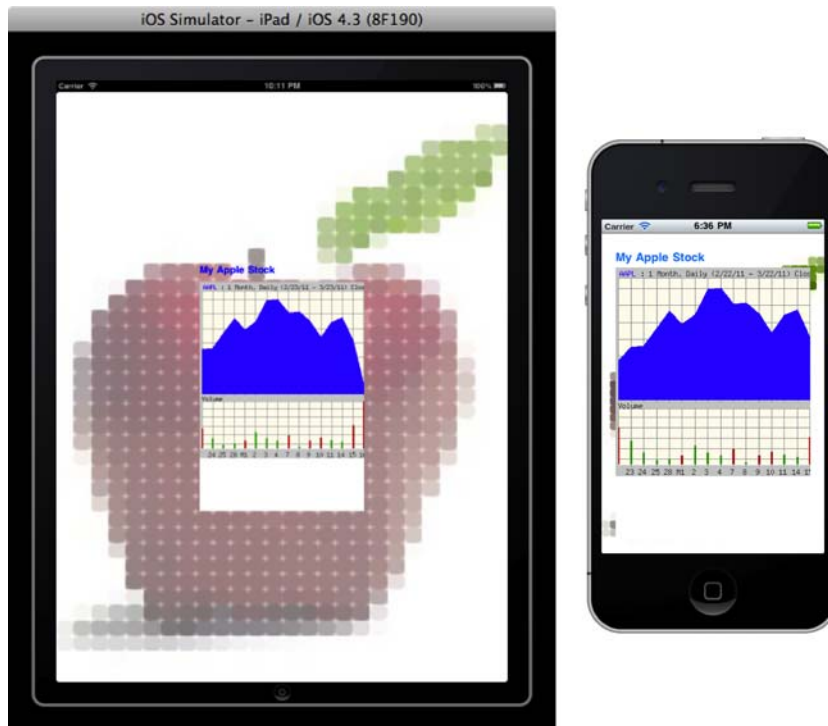 iOS Simulator – iPad / iOS 4.3 (8F190)
Carrier
10:11 PM
100%
My Apple Stock
AAPL : 1 Month, Daily (2/23/11 – 3/23/11) Clos
Volume
24 25 28 M1 2 3 4 7 8 9 10 11 14 15 16
Carrier
6:36 PM
My Apple Stock
AAPL : 1 Month, Daily (2/22/11 – 3/22/11) Clos
Volume
23 24 25 28 M1 2 3 4 7 8 9 10 11 14 15